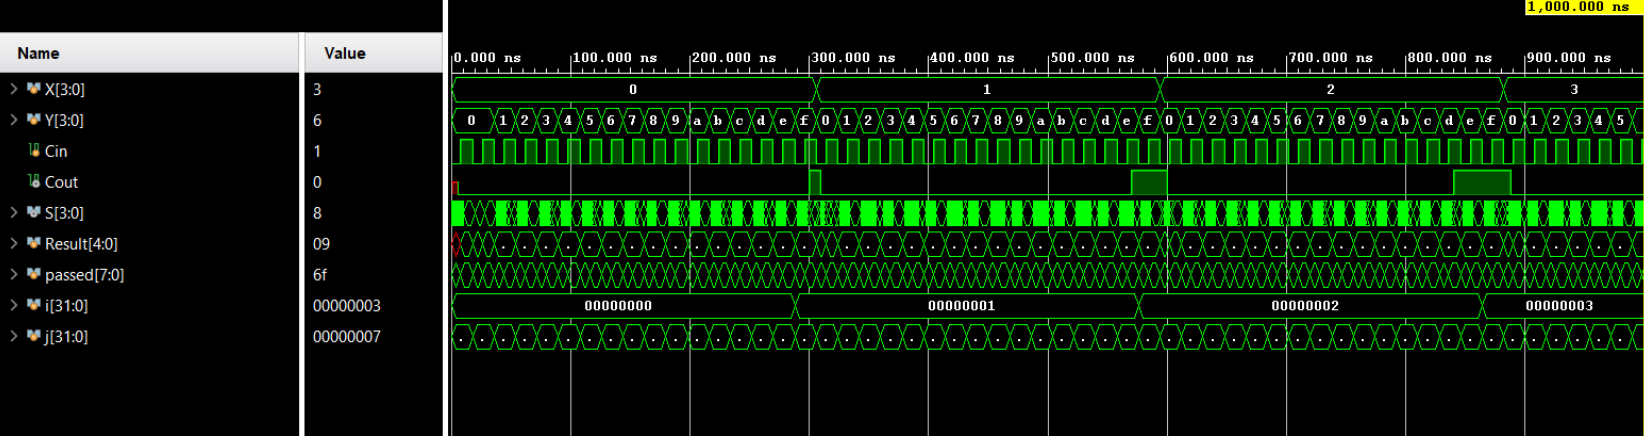 1,000.000 ns
Name Value
0.000 ns 100.000 ns 200.000 ns 300.000 ns 400.000 ns 500.000 ns 600.000 ns 700.000 ns 800.000 ns 900.000 ns
X[3:0] 3 0 1 2 3
Y[3:0] 6 0 1 2 3 4 5 6 7 8 9 a b c d e f 0 1 2 3 4 5 6 7 8 9 a b c d e f 0 1 2 3 4 5 6 7 8 9 a b c d e f 0 1 2 3 4 5
Cin 1
Cout 0
S[3:0] 8
Result[4:0] 09
passed[7:0] 6f
i[31:0] 00000003 00000000 00000001 00000002 00000003
j[31:0] 00000007